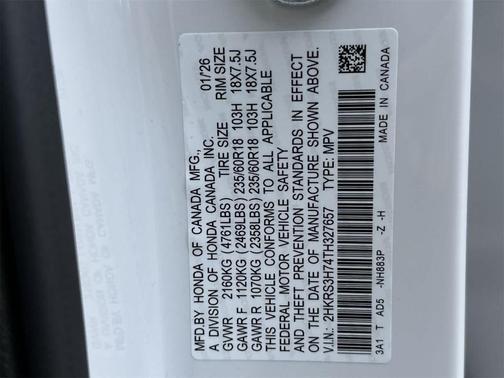 MFD.BY HONDA OF CANADA MFG., 01/26
A DIVISION OF HONDA CANADA INC.
TIRE SIZE RIM SIZE
GVWR 2160KG (4761LBS)
GAWR F 1120KG (2469LBS) 235/60R18 103H 18X7.5J
GAWR R 1070KG (2358LBS) 235/60R18 103H 18X7.5J
THIS VEHICLE CONFORMS TO ALL APPLICABLE
FEDERAL MOTOR VEHICLE SAFETY
AND THEFT PREVENTION STANDARDS IN EFFECT
ON THE DATE OF MANUFACTURE SHOWN ABOVE.
V.I.N.: 2HKRS3H74TH327657 TYPE: MPV
3A1 T AD5 -NH883P -Z -H MADE IN CANADA